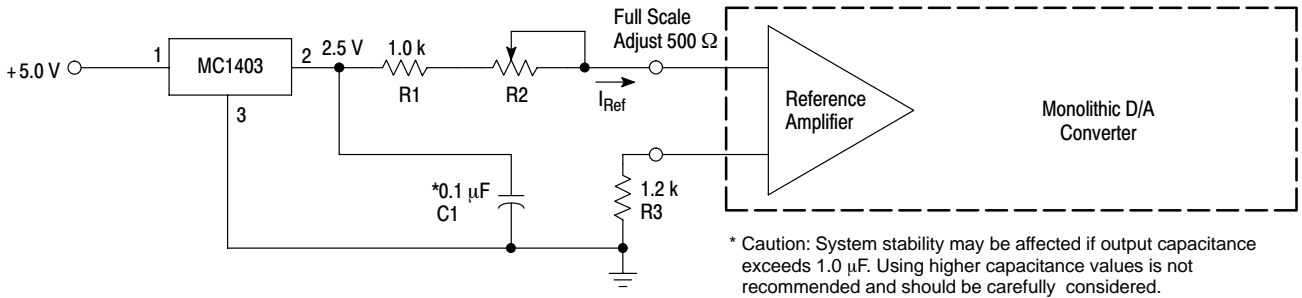 Full Scale
Adjust 500 Ω
+5.0 V
1
MC1403
2
2.5 V
1.0 k
R1
R2
IRef
3
Reference
Amplifier
Monolithic D/A
Converter
*0.1 μF
C1
1.2 k
R3
* Caution: System stability may be affected if output capacitance
exceeds 1.0 μF. Using higher capacitance values is not
recommended and should be carefully considered.